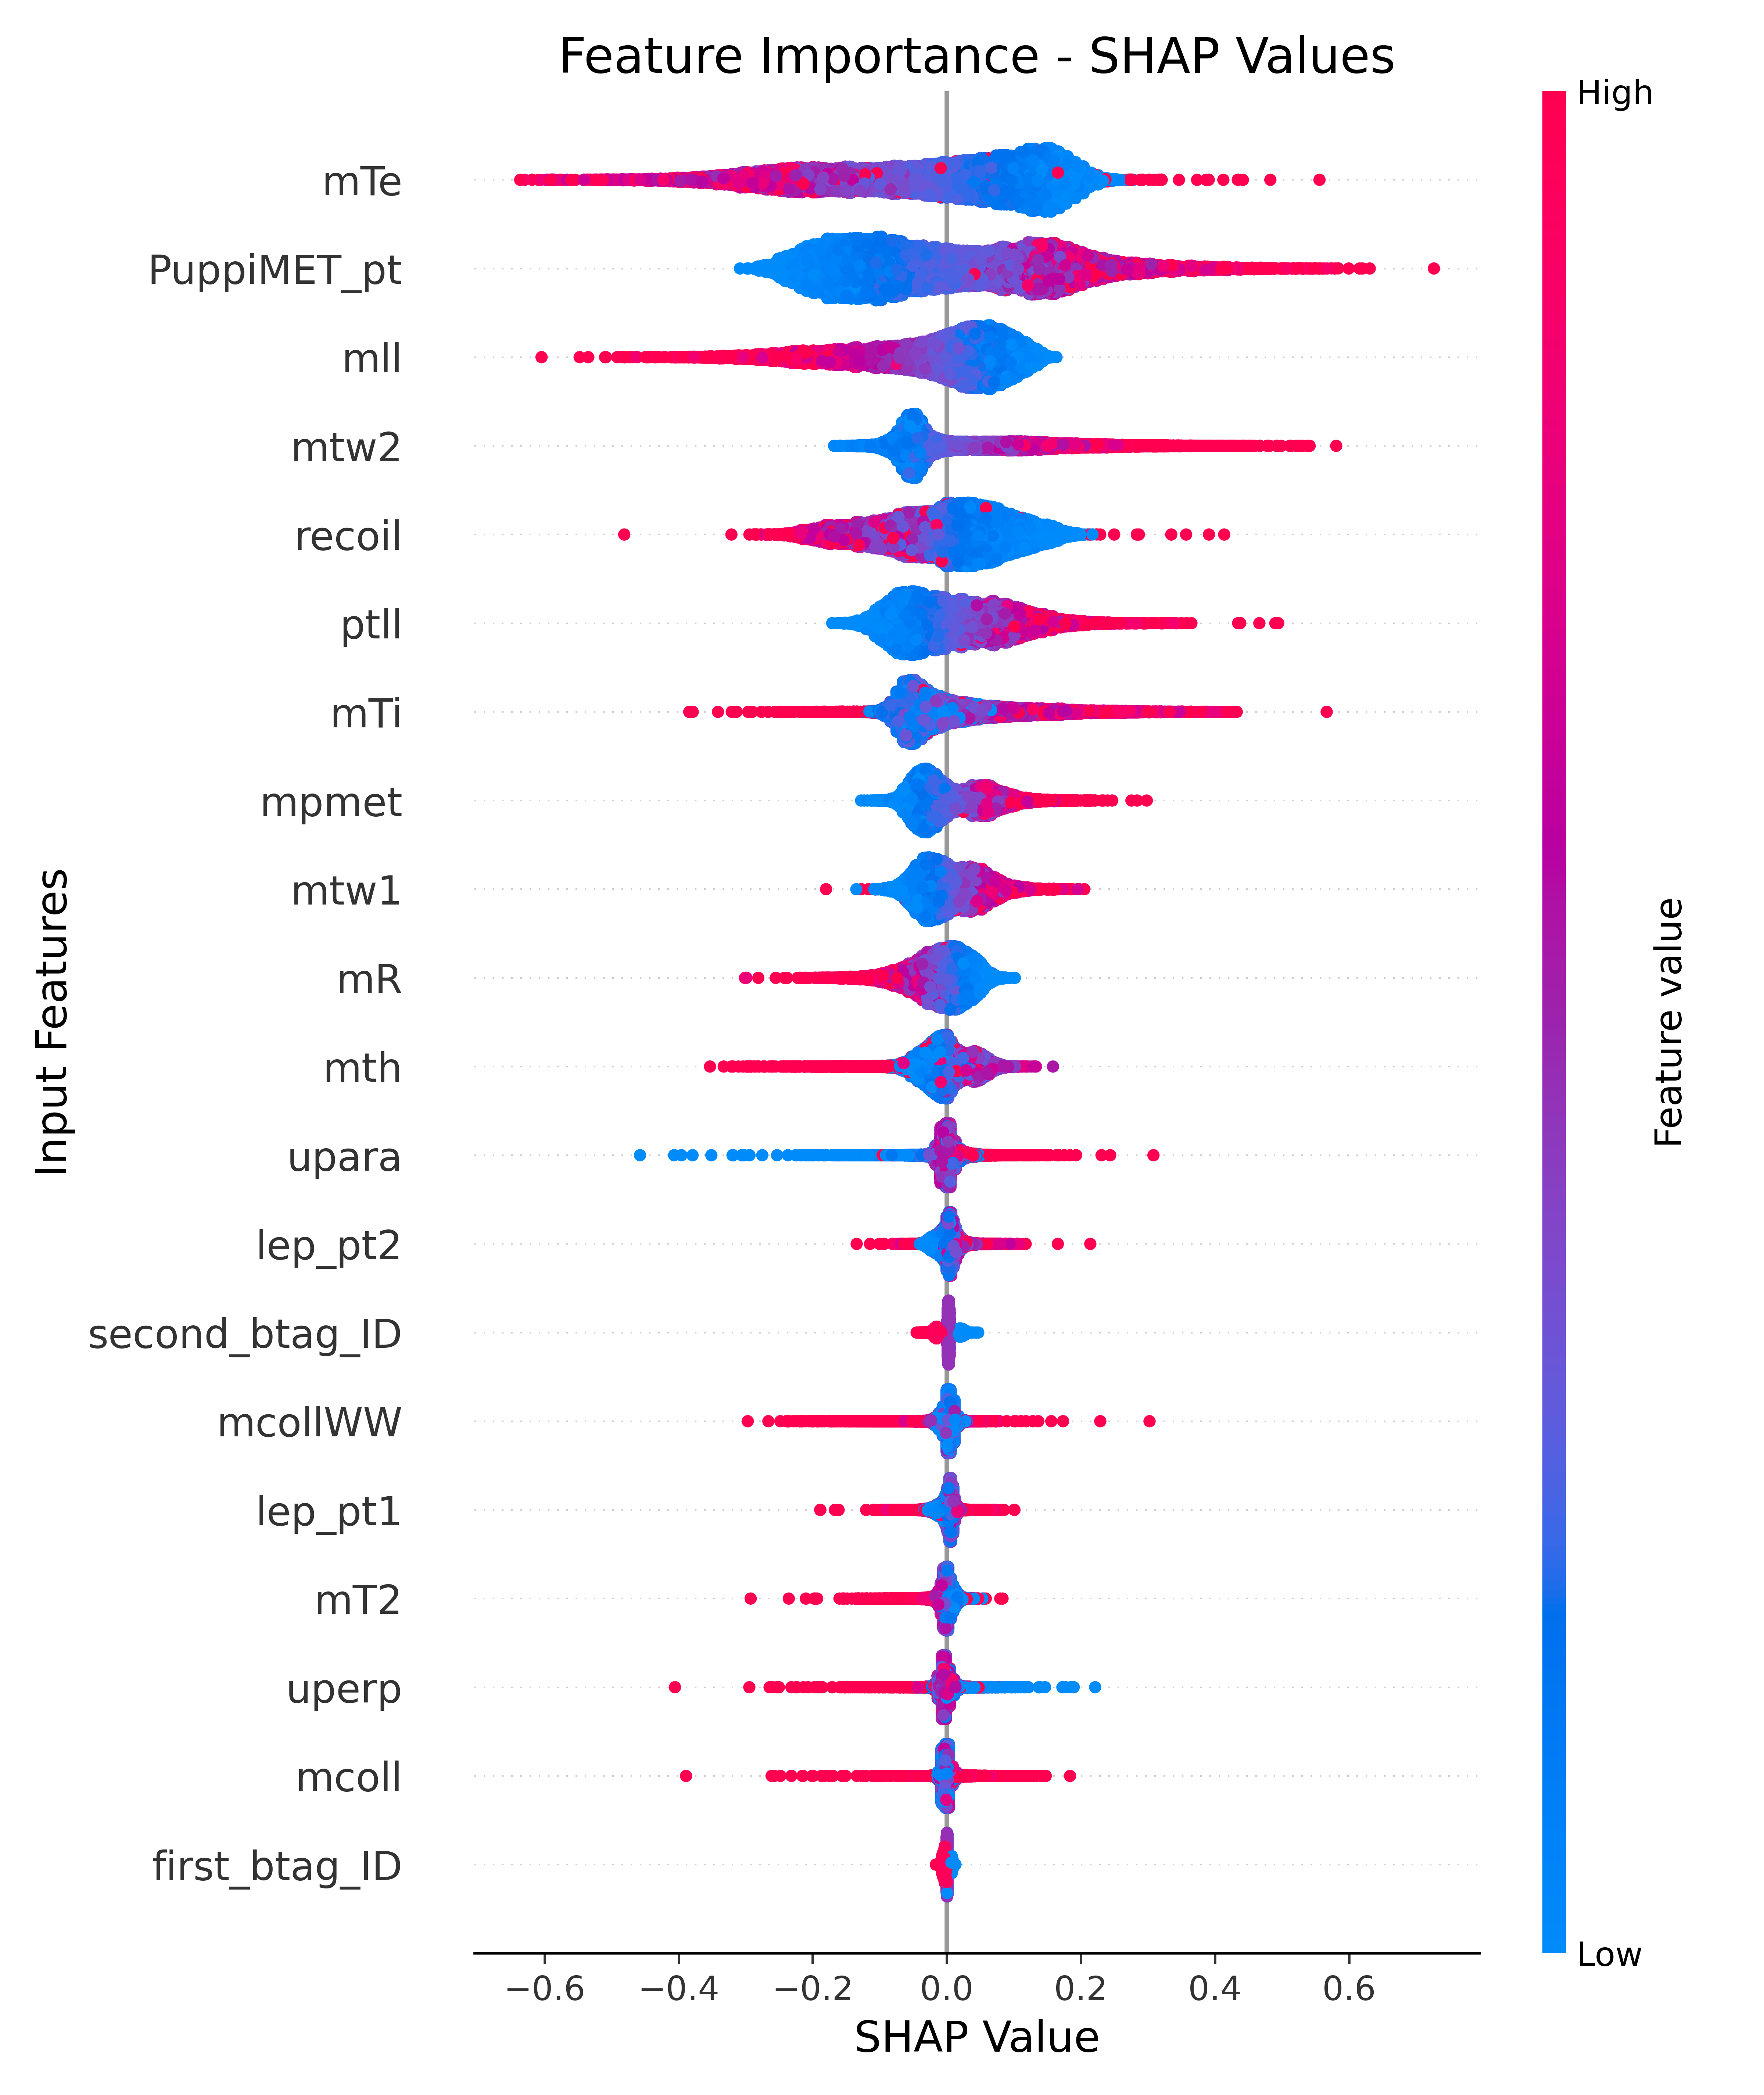 Feature Importance - SHAP Values
High
mTe
PuppiMET_pt
mll
mtw2
recoil
ptll
mTi
mpmet
mtw1
mR
mth
upara
lep_pt2
second_btag_ID
mcollWW
lep_pt1
mT2
uperp
mcoll
first_btag_ID
Input Features
Feature value
Low
−0.6 −0.4 −0.2 0.0 0.2 0.4 0.6
SHAP Value